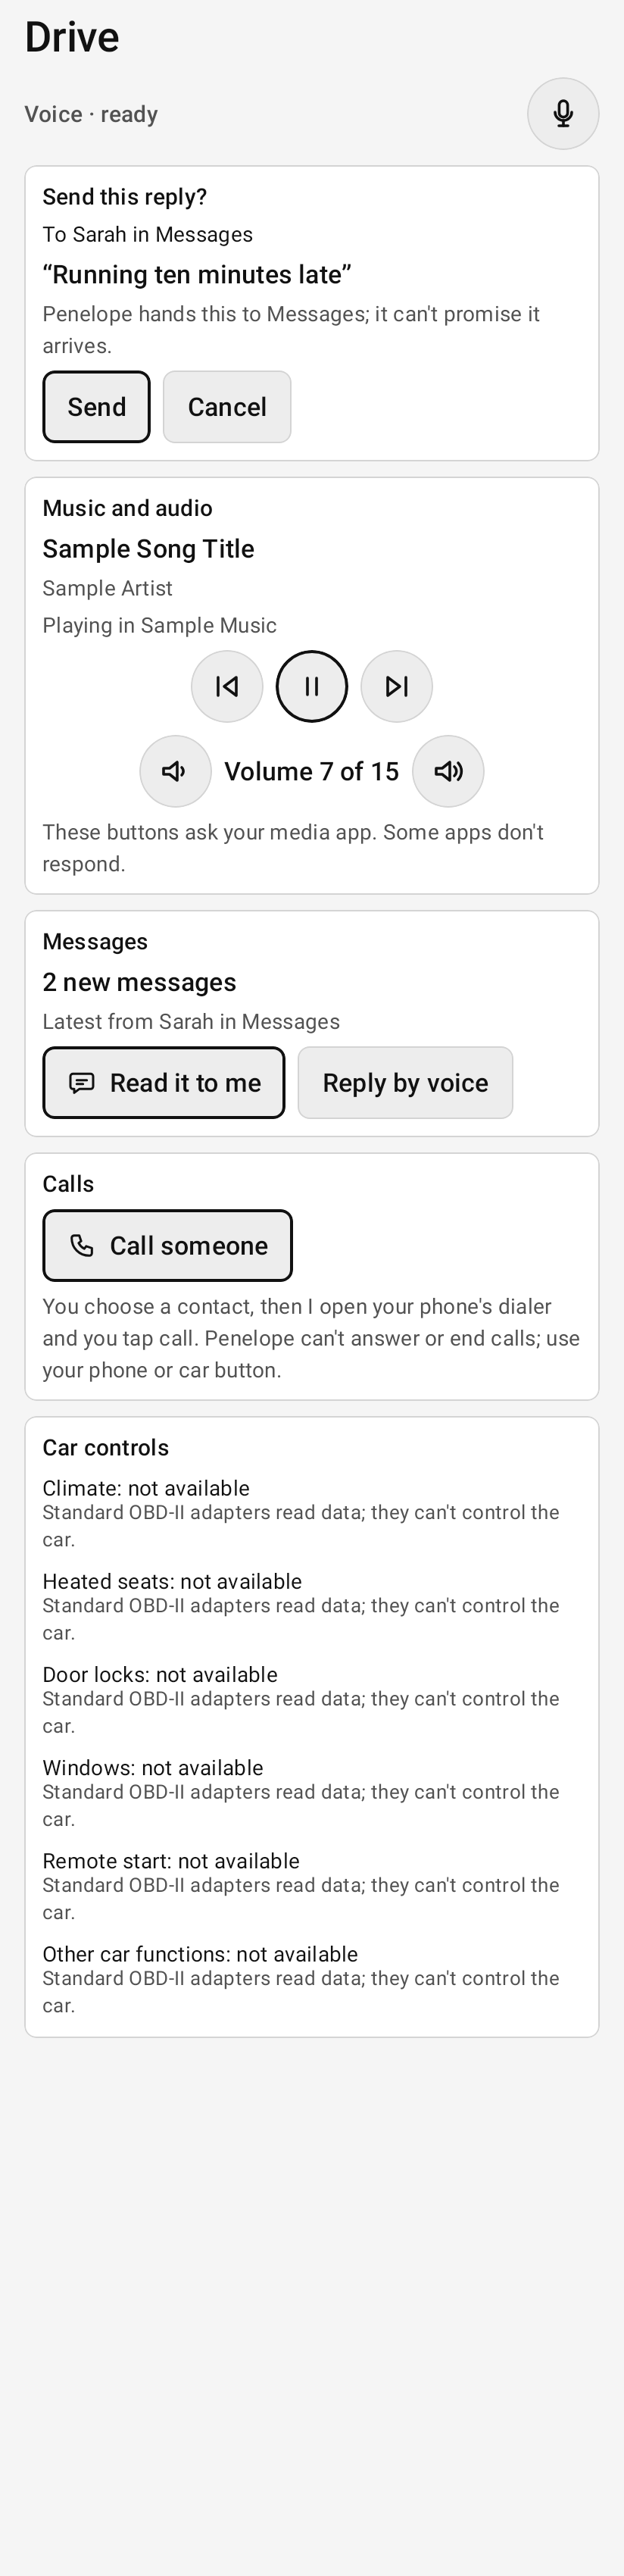 Drive
Voice · ready
Send this reply?
To Sarah in Messages
“Running ten minutes late”
Penelope hands this to Messages; it can't promise it
arrives.
Send
Cancel
Music and audio
Sample Song Title
Sample Artist
Playing in Sample Music
Volume 7 of 15
These buttons ask your media app. Some apps don't
respond.
Messages
2 new messages
Latest from Sarah in Messages
Read it to me
Reply by voice
Calls
Call someone
You choose a contact, then I open your phone's dialer
and you tap call. Penelope can't answer or end calls; use
your phone or car button.
Car controls
Climate: not available
Standard OBD-II adapters read data; they can't control the
car.
Heated seats: not available
Standard OBD-II adapters read data; they can't control the
car.
Door locks: not available
Standard OBD-II adapters read data; they can't control the
car.
Windows: not available
Standard OBD-II adapters read data; they can't control the
car.
Remote start: not available
Standard OBD-II adapters read data; they can't control the
car.
Other car functions: not available
Standard OBD-II adapters read data; they can't control the
car.